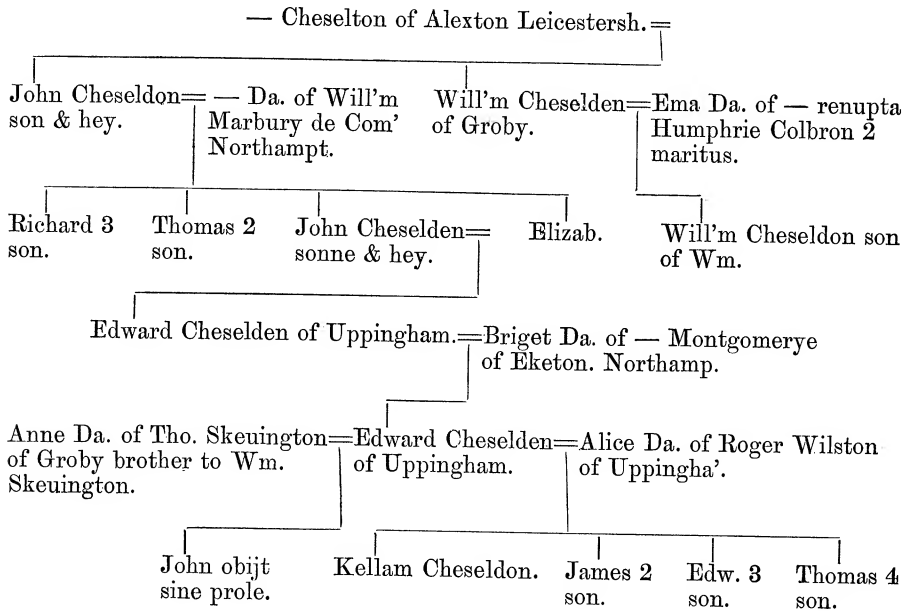 — Cheselton of Alexton Leicestersh.=
John Cheseldon=
son & hey.
— Da. of Will'm
Marbury de Com'
Northampt.
Will'm Cheselden=
of Groby.
Ema Da. of — renupta
Humphrie Colbron 2
maritus.
Richard 3
son.
Thomas 2
son.
John Cheselden=
sonne & hey.
Elizab.
Will'm Cheseldon son
of Wm.
Edward Cheselden of Uppingham.=
Briget Da. of — Montgomerye
of Eketon. Northamp.
Anne Da. of Tho. Skeuington=
of Groby brother to Wm.
Skeuington.
Edward Cheselden=
of Uppingham.
Alice Da. of Roger Wilston
of Uppingha'.
John obijt
sine prole.
Kellam Cheseldon.
James 2
son.
Edw. 3
son.
Thomas 4
son.